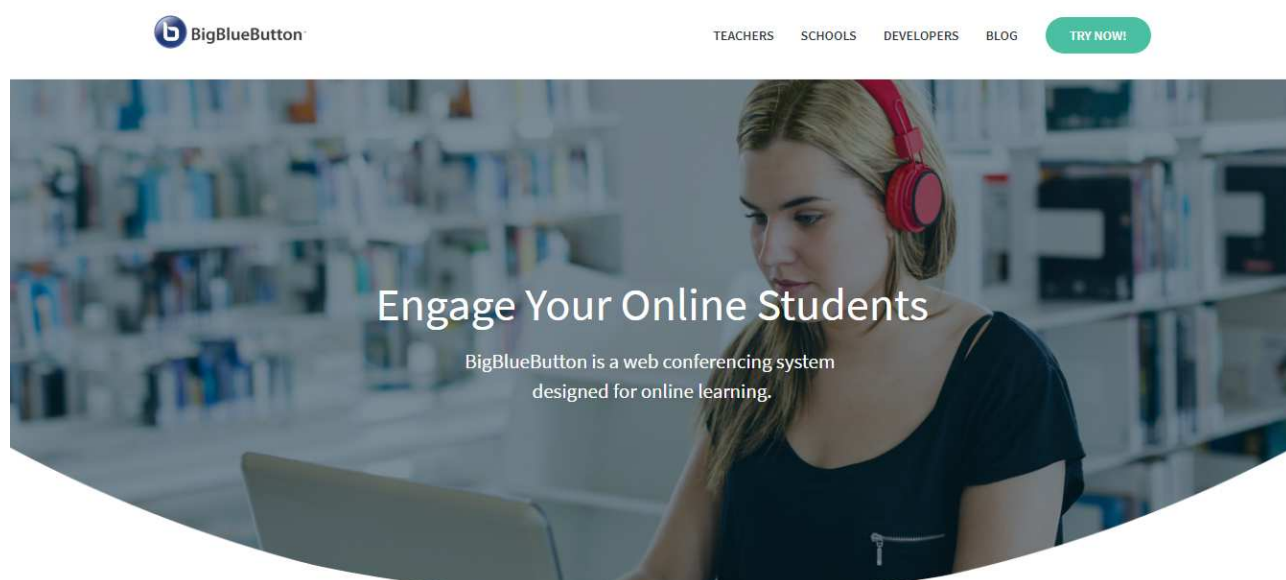 BigBlueButton
TEACHERS SCHOOLS DEVELOPERS BLOG TRY NOW!
Engage Your Online Students
BigBlueButton is a web conferencing system
designed for online learning.